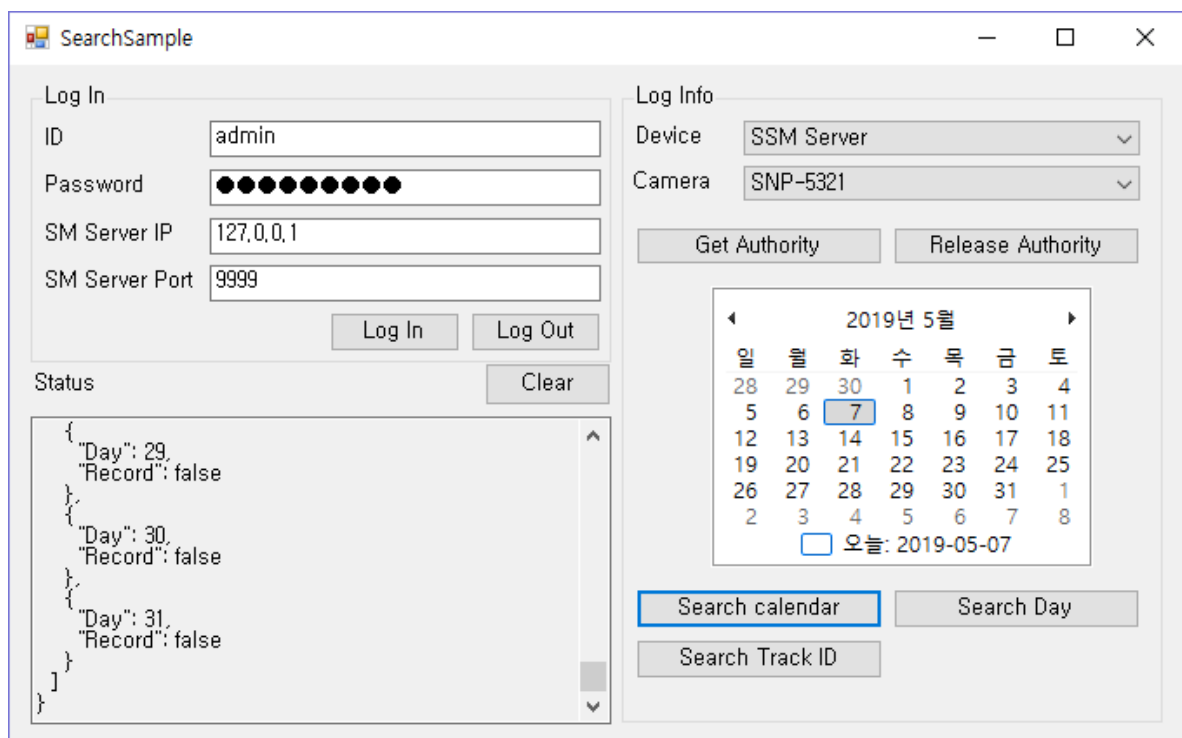 SearchSample
Log In
ID
admin
Password
●●●●●●●●●
SM Server IP
127,0,0,1
SM Server Port
9999
Log In
Log Out
Status
Clear
{
"Day": 29,
"Record": false
},
{
"Day": 30,
"Record": false
},
{
"Day": 31,
"Record": false
}
]
}
Log Info
Device
SSM Server
Camera
SNP-5321
Get Authority
Release Authority
2019년 5월
일 월 화 수 목 금 토
28 29 30 1 2 3 4
5 6 7 8 9 10 11
12 13 14 15 16 17 18
19 20 21 22 23 24 25
26 27 28 29 30 31 1
2 3 4 5 6 7 8
오늘: 2019-05-07
Search calendar
Search Day
Search Track ID